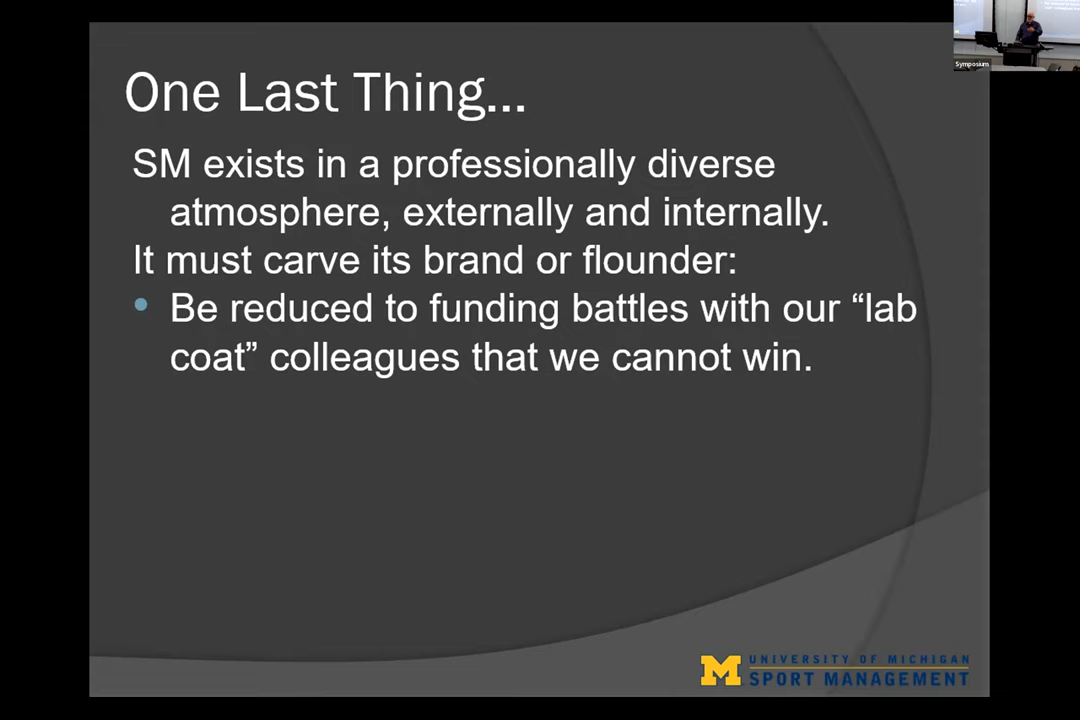 One Last Thing...
SM exists in a professionally diverse
atmosphere, externally and internally.
It must carve its brand or flounder:
Be reduced to funding battles with our “lab
coat” colleagues that we cannot win.
UNIVERSITY OF MICHIGAN
SPORT MANAGEMENT
Symposium